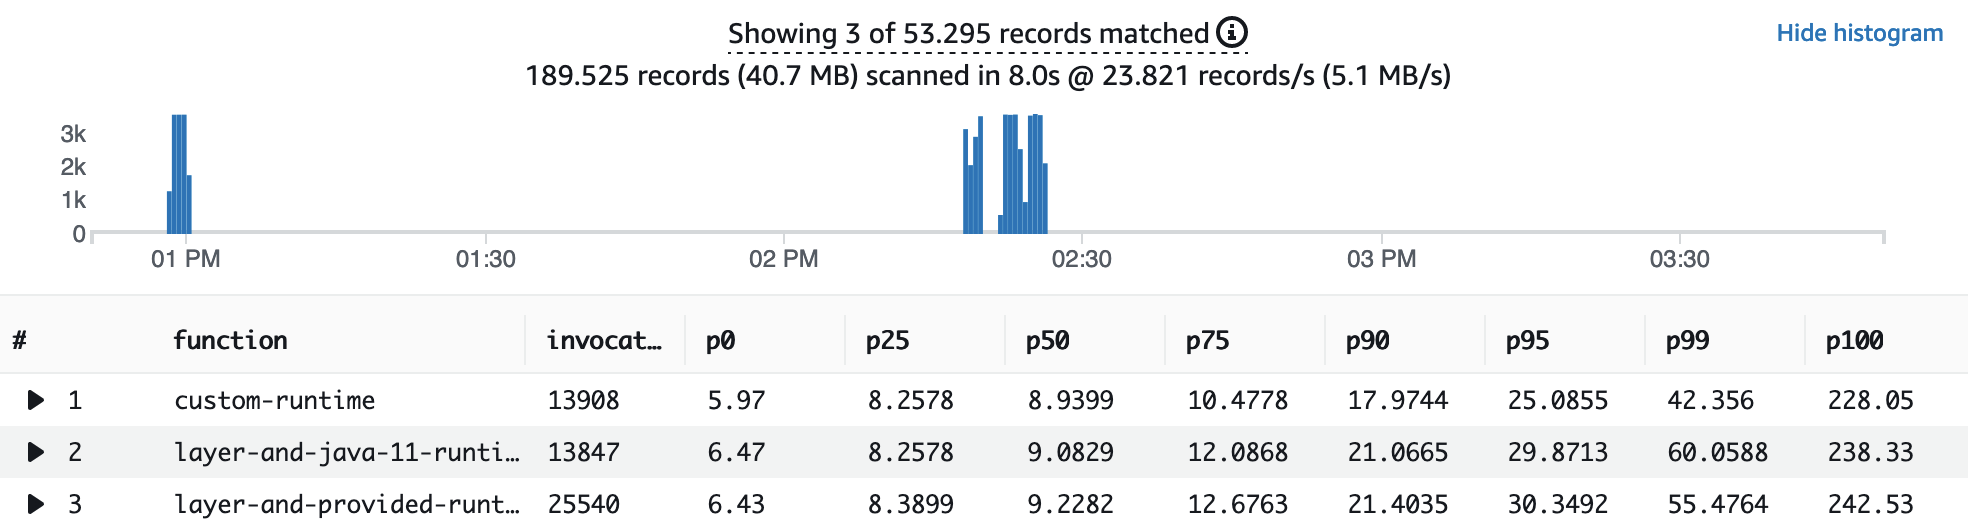 Showing 3 of 53.295 records matched
Hide histogram
189.525 records (40.7 MB) scanned in 8.0s @ 23.821 records/s (5.1 MB/s)
3k
2k
1k
0
01 PM 01:30 02 PM 02:30 03 PM 03:30
# function invocat… p0 p25 p50 p75 p90 p95 p99 p100
1 custom-runtime 13908 5.97 8.2578 8.9399 10.4778 17.9744 25.0855 42.356 228.05
2 layer-and-java-11-runti… 13847 6.47 8.2578 9.0829 12.0868 21.0665 29.8713 60.0588 238.33
3 layer-and-provided-runt… 25540 6.43 8.3899 9.2282 12.6763 21.4035 30.3492 55.4764 242.53